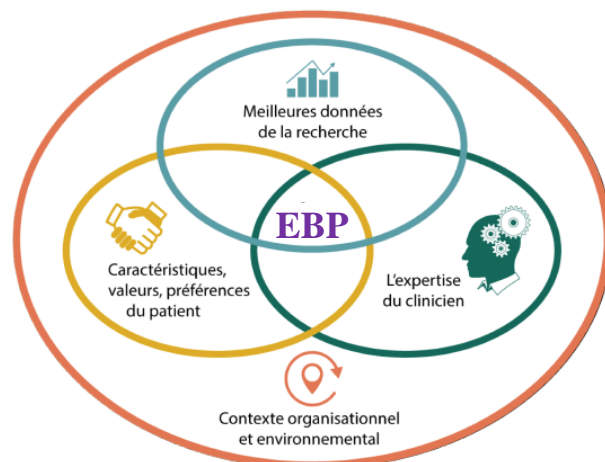 Meilleures données
de la recherche
EBP
Caractéristiques,
valeurs, préférences
du patient
L'expertise
du clinicien
Contexte organisationnel
et environnemental